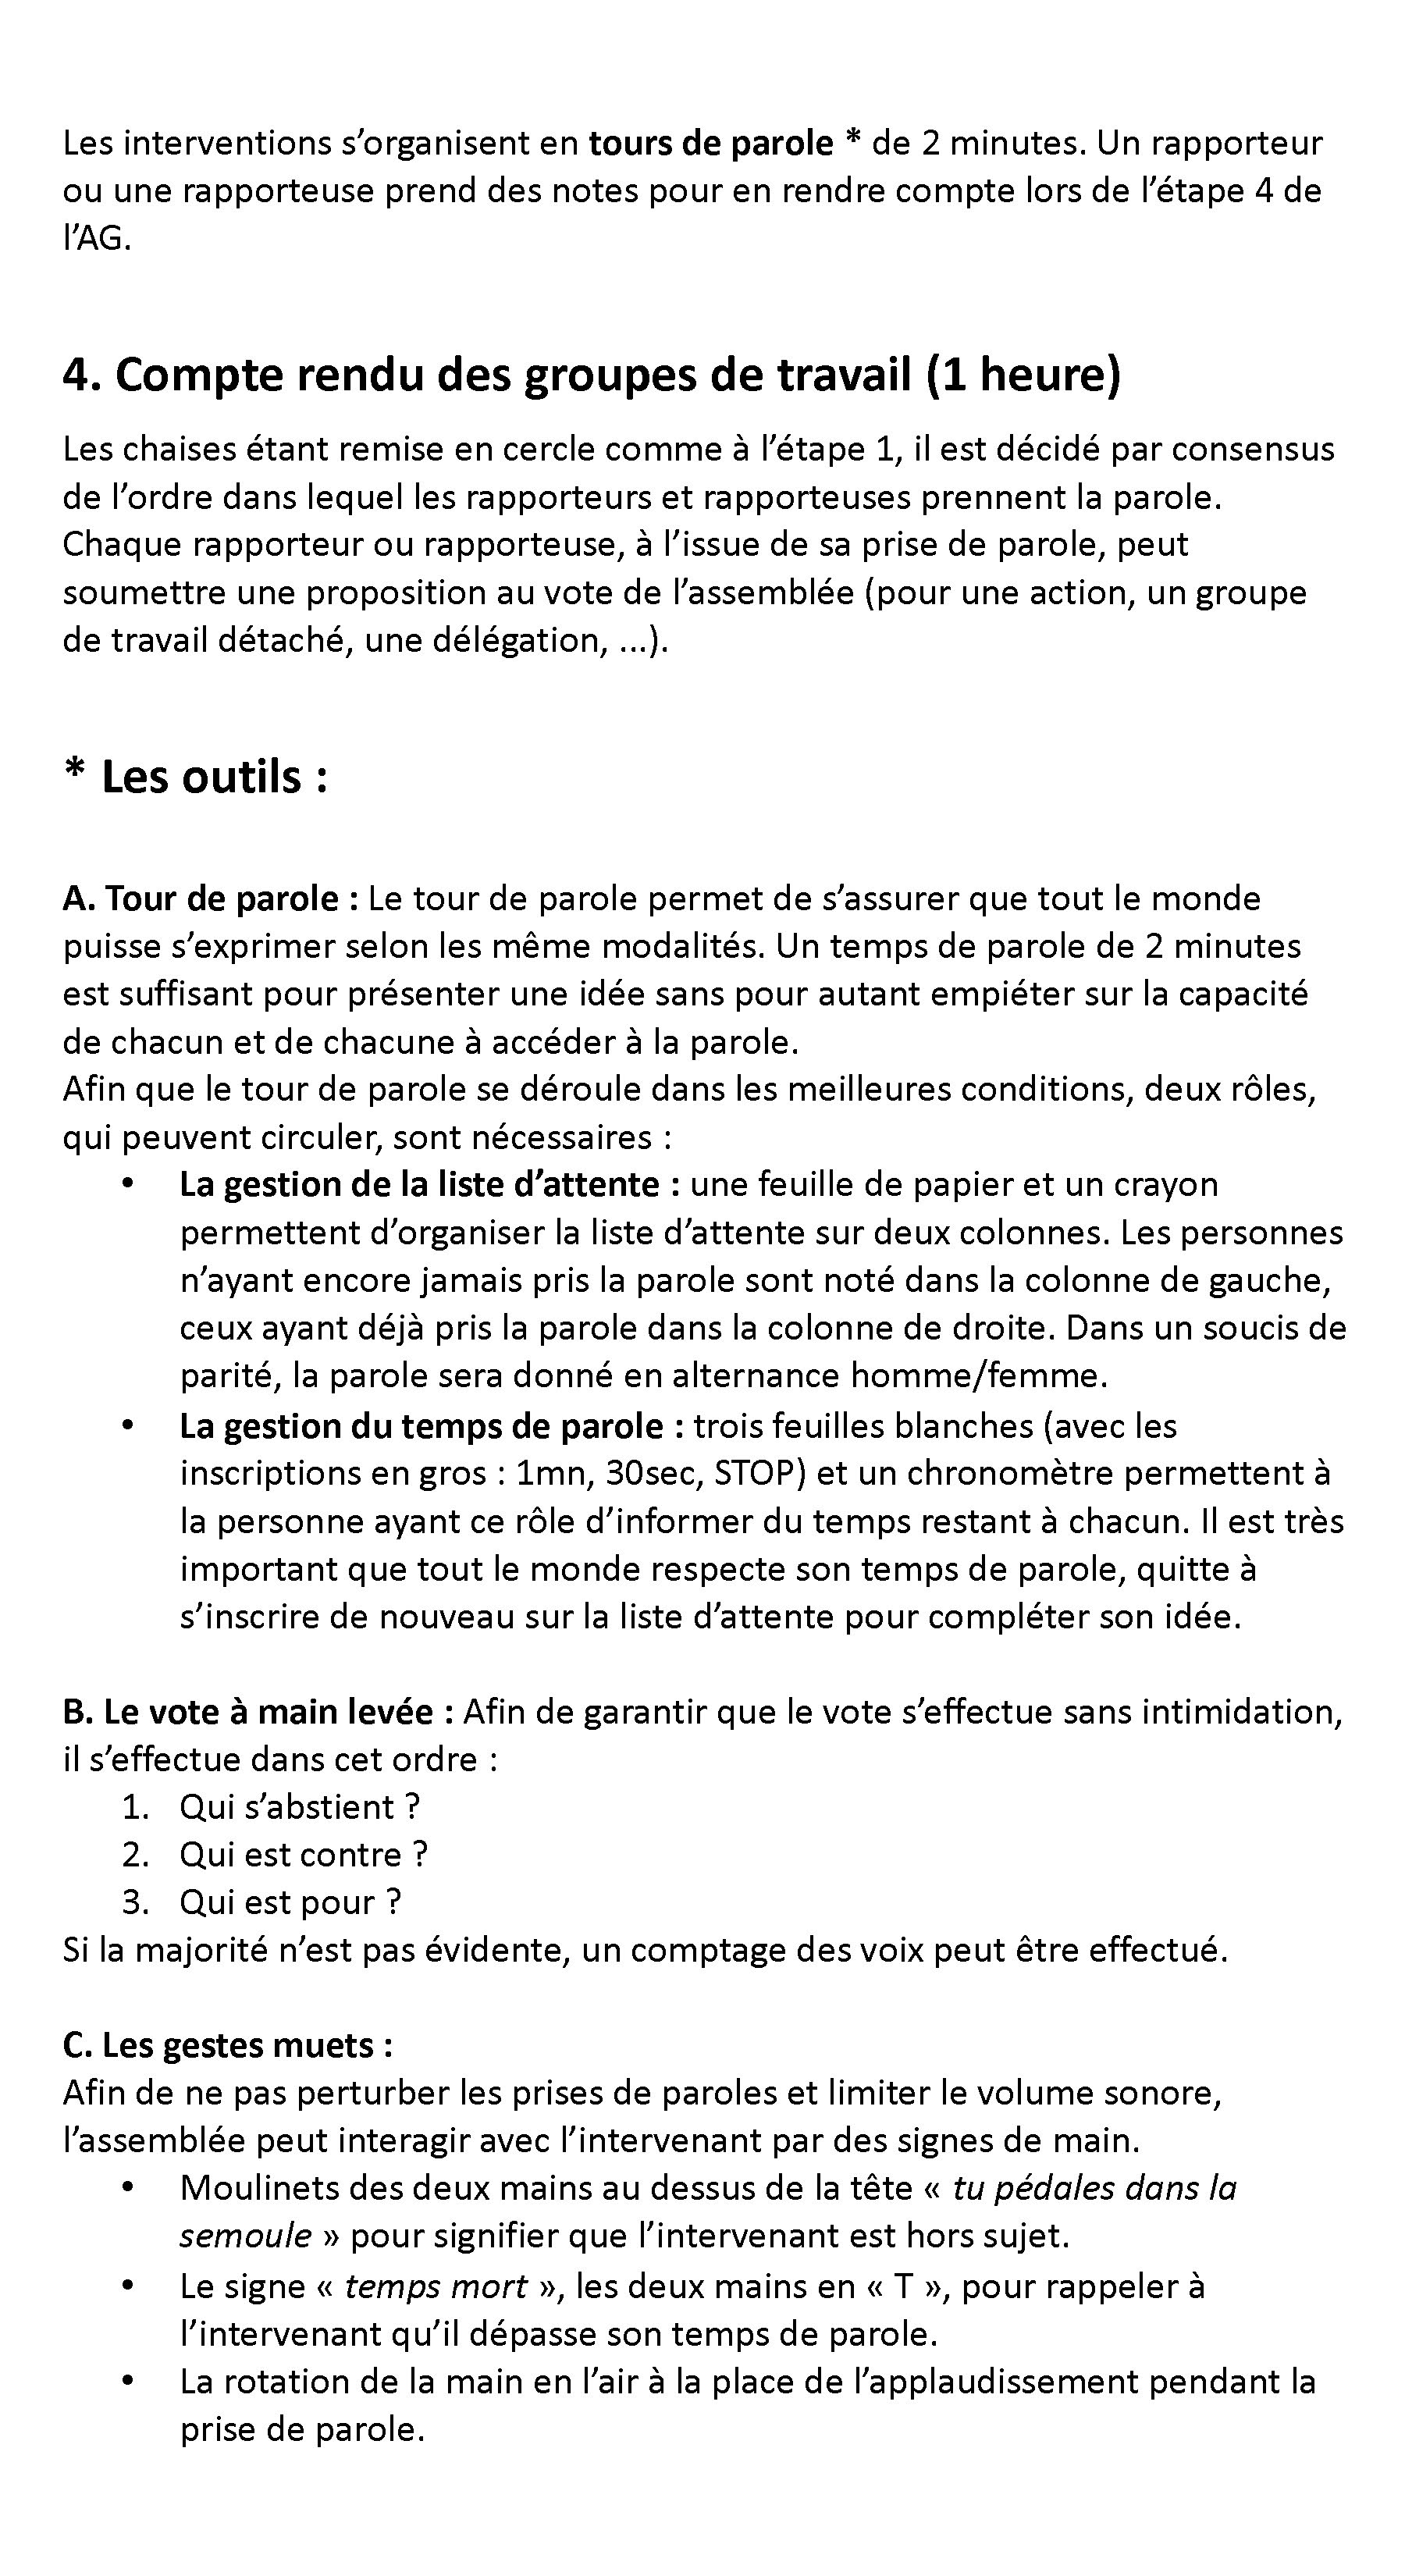 Les interventions s’organisent en tours de parole * de 2 minutes. Un rapporteur
ou une rapporteuse prend des notes pour en rendre compte lors de l’étape 4 de
l’AG.
4. Compte rendu des groupes de travail (1 heure)
Les chaises étant remise en cercle comme à l’étape 1, il est décidé par consensus
de l’ordre dans lequel les rapporteurs et rapporteuses prennent la parole.
Chaque rapporteur ou rapporteuse, à l’issue de sa prise de parole, peut
soumettre une proposition au vote de l’assemblée (pour une action, un groupe
de travail détaché, une délégation, ...).
* Les outils :
A. Tour de parole : Le tour de parole permet de s’assurer que tout le monde
puisse s’exprimer selon les même modalités. Un temps de parole de 2 minutes
est suffisant pour présenter une idée sans pour autant empiéter sur la capacité
de chacun et de chacune à accéder à la parole.
Afin que le tour de parole se déroule dans les meilleures conditions, deux rôles,
qui peuvent circuler, sont nécessaires :
• La gestion de la liste d’attente : une feuille de papier et un crayon
permettent d’organiser la liste d’attente sur deux colonnes. Les personnes
n’ayant encore jamais pris la parole sont noté dans la colonne de gauche,
ceux ayant déjà pris la parole dans la colonne de droite. Dans un soucis de
parité, la parole sera donné en alternance homme/femme.
• La gestion du temps de parole : trois feuilles blanches (avec les
inscriptions en gros : 1mn, 30sec, STOP) et un chronomètre permettent à
la personne ayant ce rôle d’informer du temps restant à chacun. Il est très
important que tout le monde respecte son temps de parole, quitte à
s’inscrire de nouveau sur la liste d’attente pour compléter son idée.
B. Le vote à main levée : Afin de garantir que le vote s’effectue sans intimidation,
il s’effectue dans cet ordre :
1. Qui s’abstient ?
2. Qui est contre ?
3. Qui est pour ?
Si la majorité n’est pas évidente, un comptage des voix peut être effectué.
C. Les gestes muets :
Afin de ne pas perturber les prises de paroles et limiter le volume sonore,
l’assemblée peut interagir avec l’intervenant par des signes de main.
• Moulinets des deux mains au dessus de la tête « tu pédales dans la
semoule » pour signifier que l’intervenant est hors sujet.
• Le signe « temps mort », les deux mains en « T », pour rappeler à
l’intervenant qu’il dépasse son temps de parole.
• La rotation de la main en l’air à la place de l’applaudissement pendant la
prise de parole.